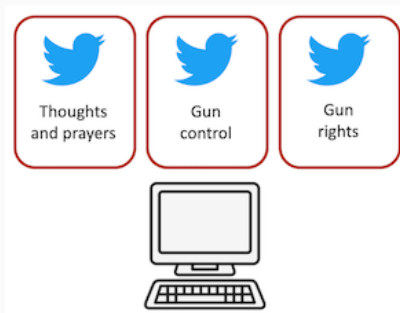 Thoughts
and prayers
Gun
control
Gun
rights